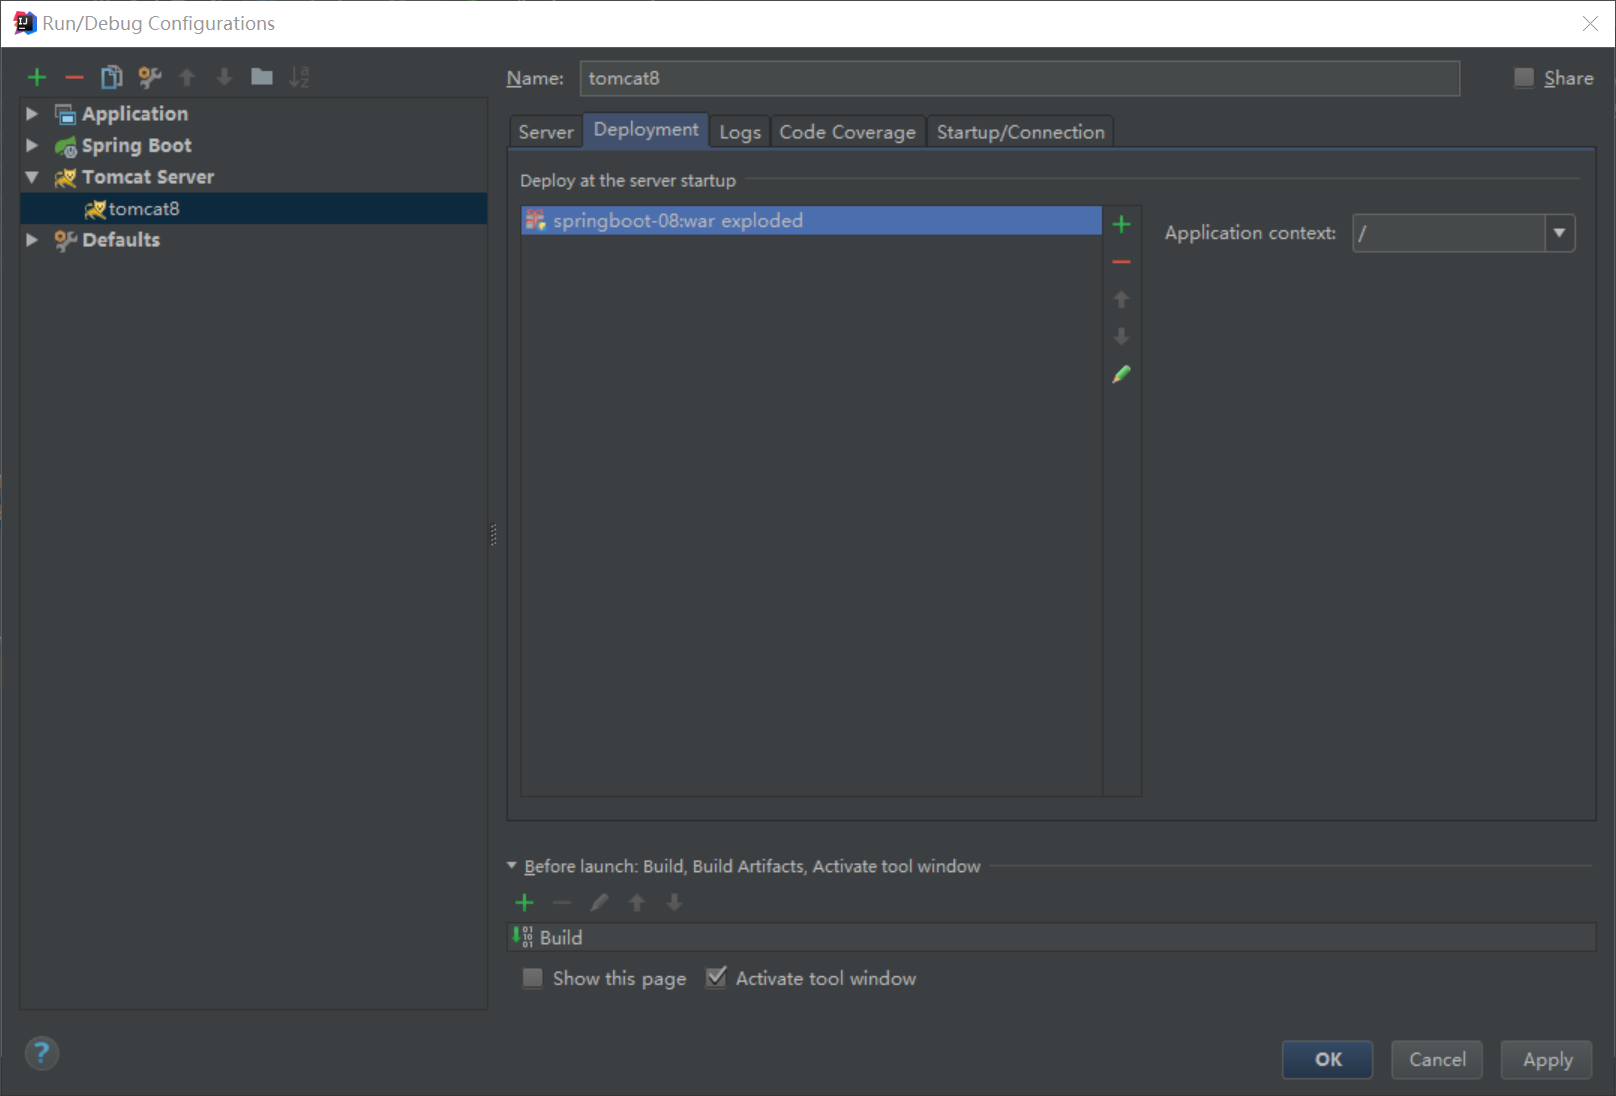 Run/Debug Configurations
Name: tomcat8 Share
Application
Spring Boot
Tomcat Server
tomcat8
Defaults
Server Deployment Logs Code Coverage Startup/Connection
Deploy at the server startup
springboot-08:war exploded
Application context: /
Before launch: Build, Build Artifacts, Activate tool window
Build
Show this page Activate tool window
? OK Cancel Apply